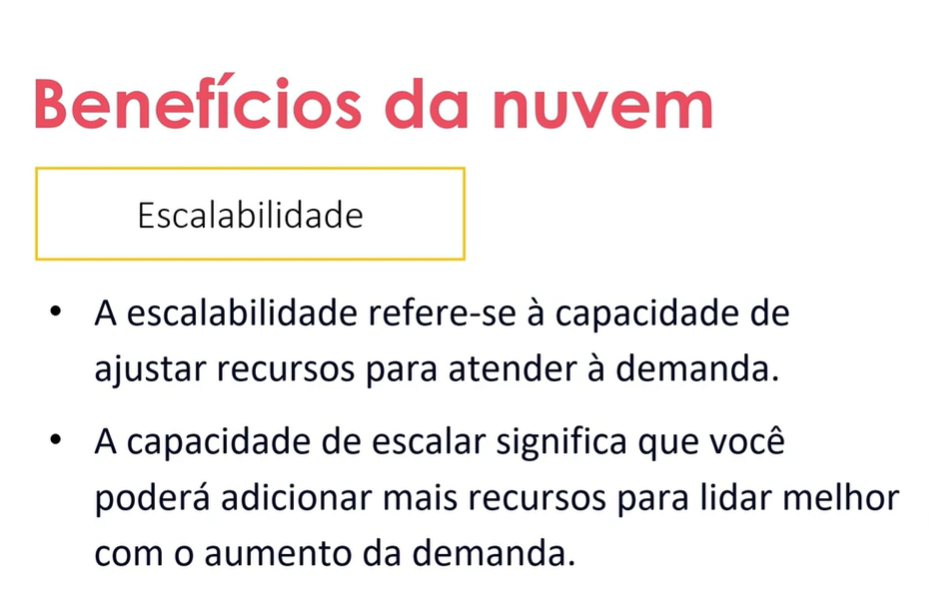 Benefícios da nuvem
Escalabilidade
• A escalabilidade refere-se à capacidade de
ajustar recursos para atender à demanda.
• A capacidade de escalar significa que você
poderá adicionar mais recursos para lidar melhor
com o aumento da demanda.